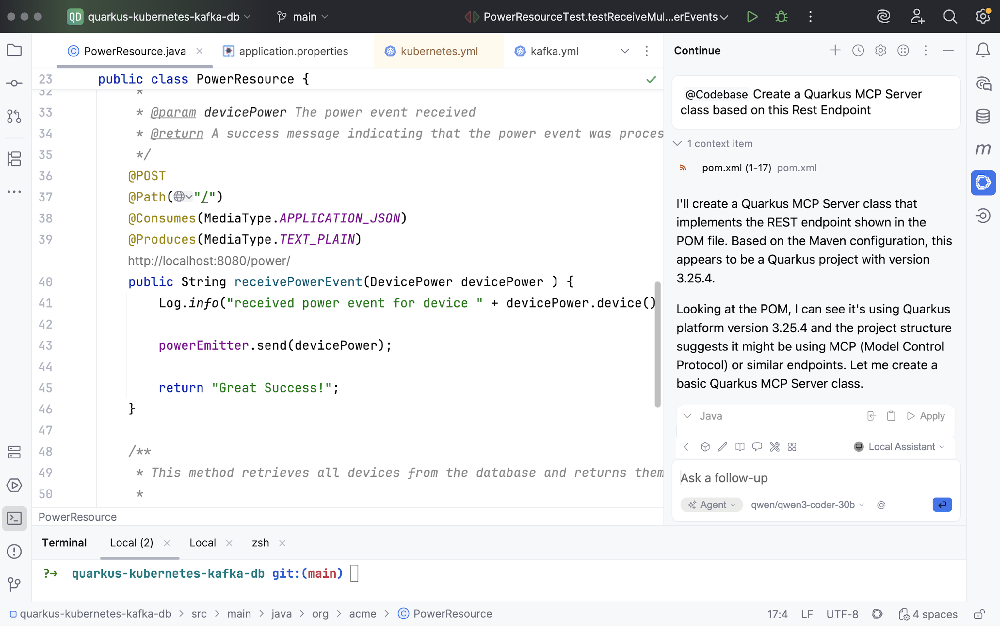 QD quarkus-kubernetes-kafka-db main PowerResourceTest.testReceiveMul...erEvents
PowerResource.java application.properties kubernetes.yml kafka.yml
23 public class PowerResource {
32 *
33 * @param devicePower The power event received
34 * @return A success message indicating that the power event was proces
35 */
36 @POST
37 @Path("/")
38 @Consumes(MediaType.APPLICATION_JSON)
39 @Produces(MediaType.TEXT_PLAIN)
http://localhost:8080/power/
40 public String receivePowerEvent(DevicePower devicePower ) {
41 Log.info("received power event for device " + devicePower.device()
42
43 powerEmitter.send(devicePower);
44
45 return "Great Success!";
46 }
47
48 /**
49 * This method retrieves all devices from the database and returns them
50 *
PowerResource
Continue
@Codebase Create a Quarkus MCP Server
class based on this Rest Endpoint
1 context item
pom.xml (1-17) pom.xml
I'll create a Quarkus MCP Server class that
implements the REST endpoint shown in the
POM file. Based on the Maven configuration, this
appears to be a Quarkus project with version
3.25.4.
Looking at the POM, I can see it's using Quarkus
platform version 3.25.4 and the project structure
suggests it might be using MCP (Model Control
Protocol) or similar endpoints. Let me create a
basic Quarkus MCP Server class.
Java Apply
Local Assistant
Ask a follow-up
Agent qwen/qwen3-coder-30b @
m
Terminal Local (2) Local zsh
?→ quarkus-kubernetes-kafka-db git:(main)
quarkus-kubernetes-kafka-db > src > main > java > org > acme > © PowerResource 17:4 LF UTF-8 4 spaces